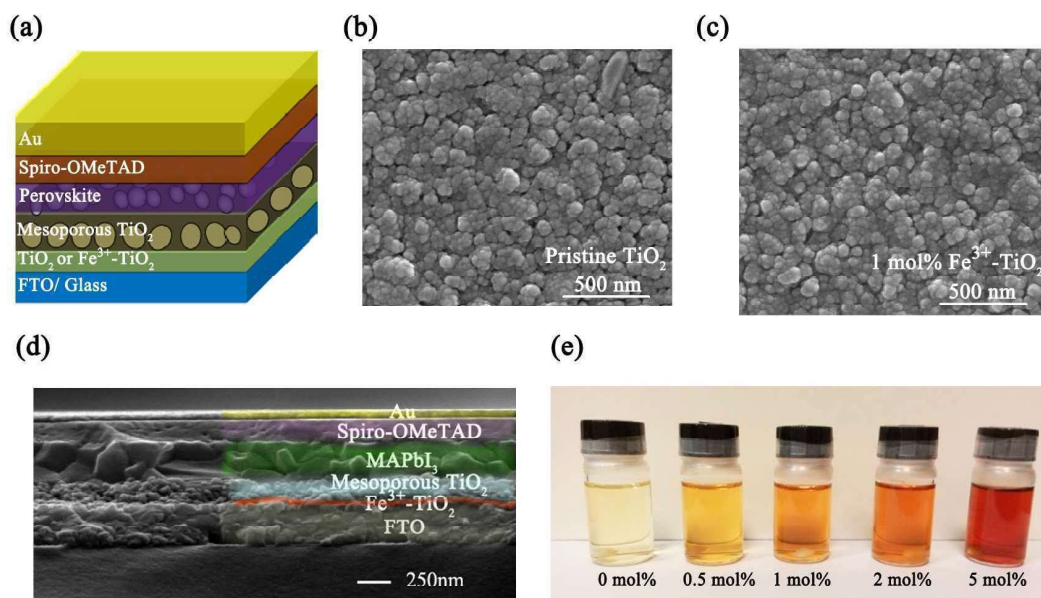 (a)
Au
Spiro-OMeTAD
Perovskite
Mesoporous TiO₂
TiO₂ or Fe³⁺-TiO₂
FTO/ Glass
(b)
Pristine TiO₂
500 nm
(c)
1 mol% Fe³⁺-TiO₂
500 nm
(d)
Au
Spiro-OMeTAD
MAPbI₃
Mesoporous TiO₂
Fe³⁺-TiO₂
FTO
250nm
(e)
0 mol%
0.5 mol%
1 mol%
2 mol%
5 mol%